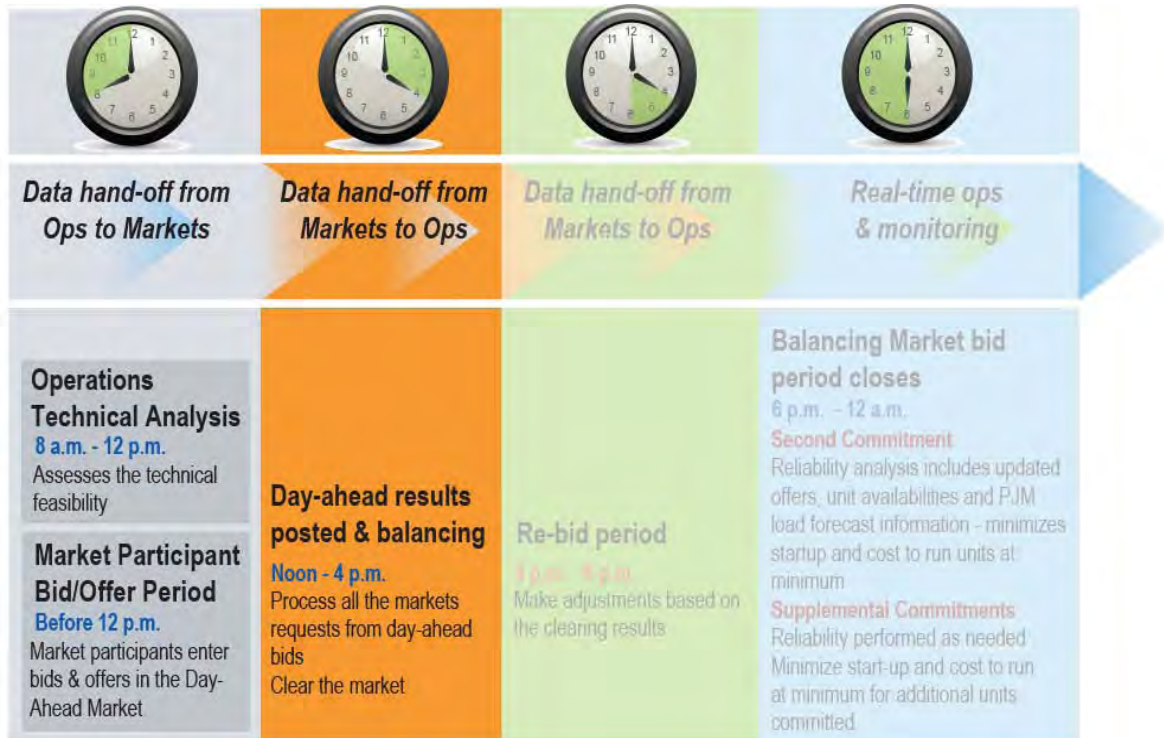 Data hand-off from
Ops to Markets
Data hand-off from
Markets to Ops
Data hand-off from
Markets to Ops
Real-time ops
& monitoring
Operations
Technical Analysis
8 a.m. - 12 p.m.
Assesses the technical
feasibility
Market Participant
Bid/Offer Period
Before 12 p.m.
Market participants enter
bids & offers in the Day-
Ahead Market
Day-ahead results
posted & balancing
Noon - 4 p.m.
Process all the markets
requests from day-ahead
bids
Clear the market
Re-bid period
p.m. - p.m.
Make adjustments based on
the clearing results
Balancing Market bid
period closes
6 p.m. - 12 a.m.
Second Commitment
Reliability analysis includes updated
offers, unit availabilities and PJM
load forecast information - minimizes
startup and cost to run units at
minimum
Supplemental Commitments
Reliability performed as needed
Minimize start-up and cost to run
at minimum for additional units
committed